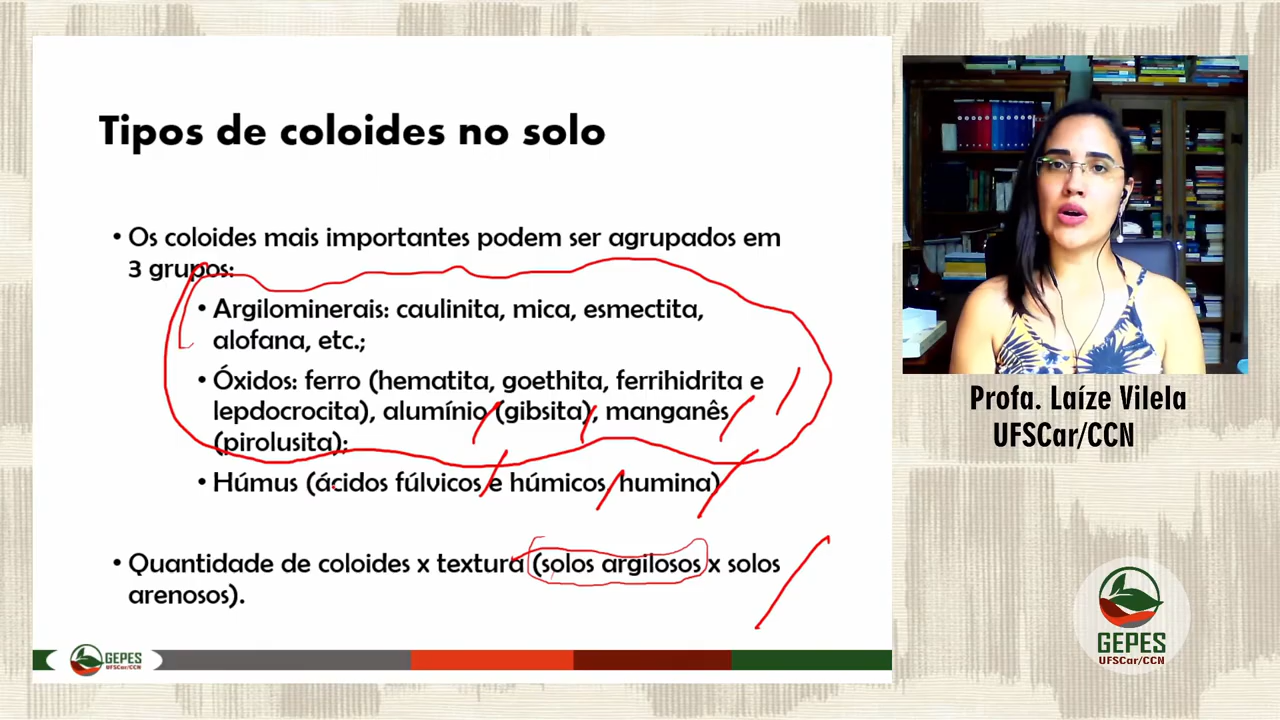 Tipos de coloides no solo
• Os coloides mais importantes podem ser agrupados em
3 grupos:
• Argilominerais: caulinita, mica, esmectita,
alofana, etc.;
• Óxidos: ferro (hematita, goethita, ferrihidrita e
lepdocrocita), alumínio (gibsita), manganês
(pirolusita);
• Húmus (ácidos fúlvicos e húmicos, humina)
• Quantidade de coloides x textura (solos argilosos x solos
arenosos).
GEPES
UFSCar/CCN
Profa. Laíze Vilela
UFSCar/CCN
GEPES
UFSCar/CCN